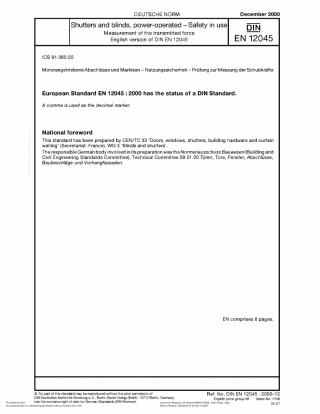 DEUTSCHE NORM
December 2000
Shutters and blinds, power-operated – Safety in use
Measurement of the transmitted force
English version of DIN EN 12045
DIN
EN 12045
ICS 91.060.50
Motorangetriebene Abschlüsse und Markisen – Nutzungssicherheit – Prüfung zur Messung der Schubkräfte
European Standard EN 12045 : 2000 has the status of a DIN Standard.
A comma is used as the decimal marker.
National foreword
This standard has been prepared by CEN/TC 33 'Doors, windows, shutters, building hardware and curtain
walling' (Secretariat: France), WG 3 'Blinds and shutters'.
The responsible German body involved in its preparation was the Normenausschuss Bauwesen (Building and
Civil Engineering Standards Committee), Technical Committee 09.01.00 Türen, Tore, Fenster, Abschlüsse,
Baubeschläge und Vorhangfassaden.
EN comprises 8 pages.
© No part of this standard may be reproduced without the prior permission of
DIN Deutsches Institut für Normung e. V., Berlin. Beuth Verlag GmbH, 10772 Berlin, Germany,
has the exclusive right of sale for German Standards (DIN-Normen).
Ref. No. DIN EN 12045 : 2000-12
English price group 08 Sales No. 1108